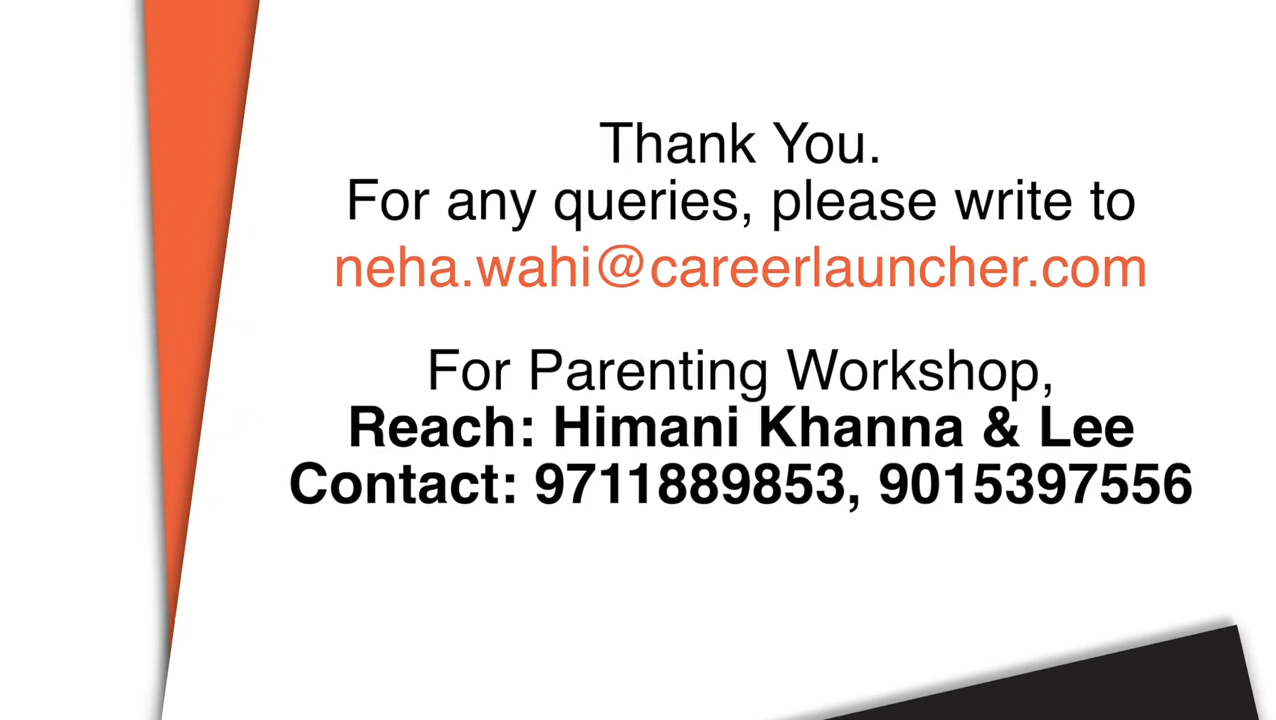 Thank You.
For any queries, please write to
neha.wahi@careerlauncher.com
For Parenting Workshop,
Reach: Himani Khanna & Lee
Contact: 9711889853, 9015397556